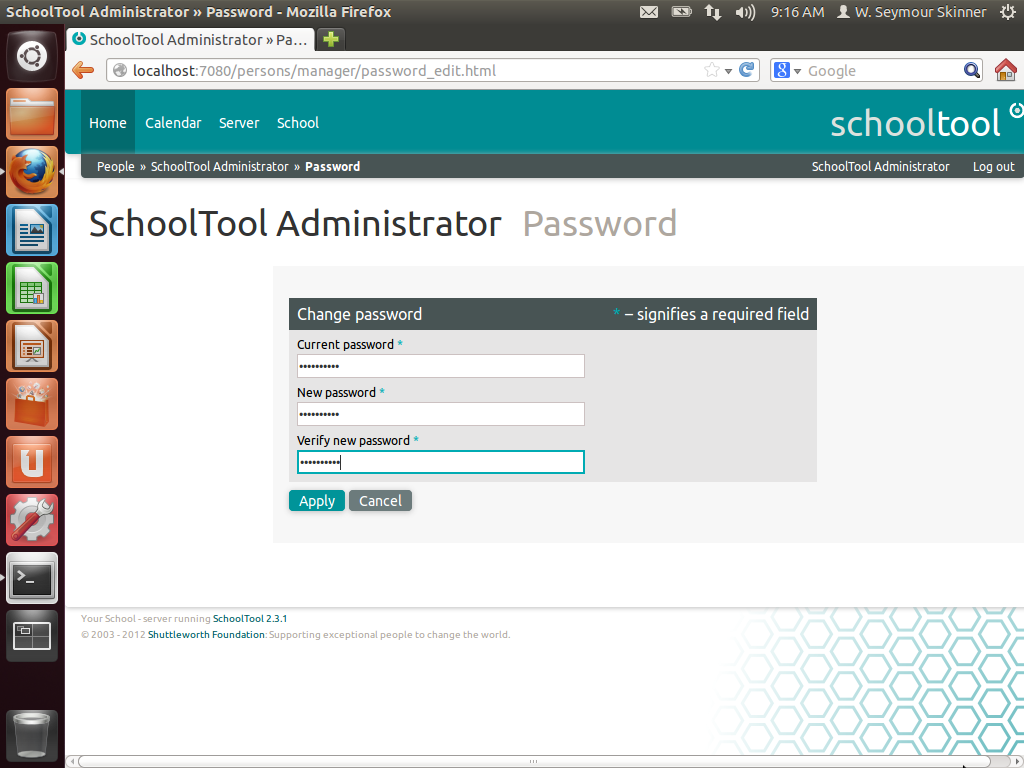 SchoolTool Administrator » Password - Mozilla Firefox
9:16 AM W. Seymour Skinner
SchoolTool Administrator » Pa...
localhost:7080/persons/manager/password_edit.html
Google
Home Calendar Server School
schooltool
People » SchoolTool Administrator » Password
SchoolTool Administrator Log out
SchoolTool Administrator Password
Change password * – signifies a required field
Current password *
••••••••••
New password *
••••••••••
Verify new password *
••••••••••
Apply Cancel
Your School - server running SchoolTool 2.3.1
© 2003 - 2012 Shuttleworth Foundation: Supporting exceptional people to change the world.